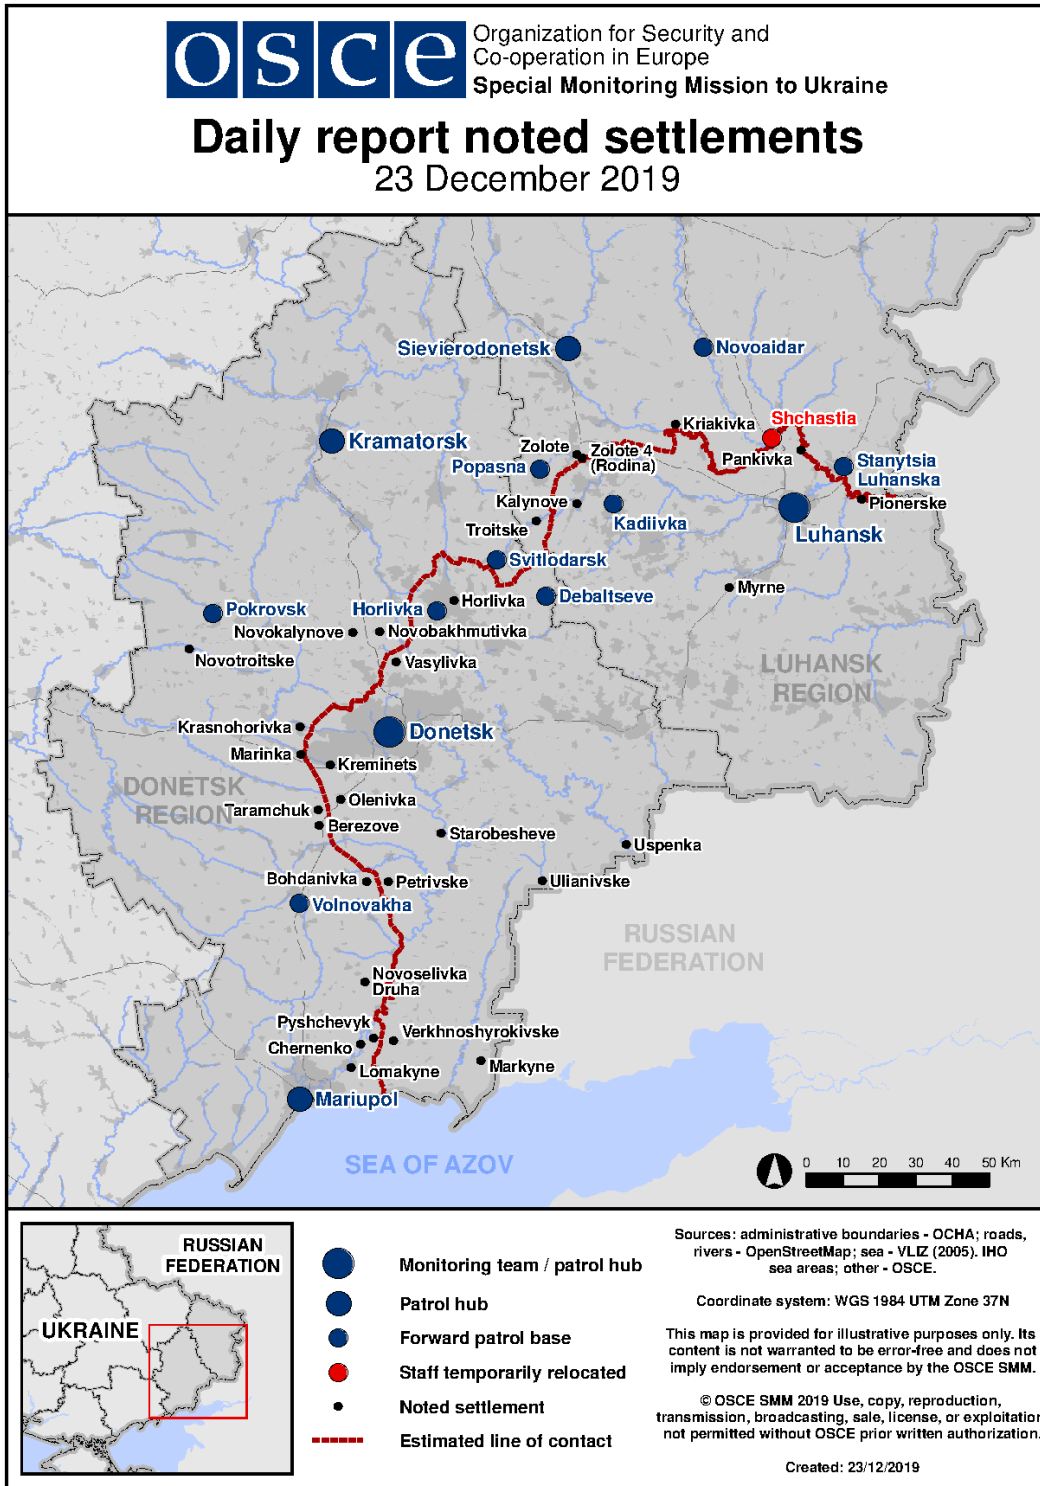 osce
Organization for Security and
Co-operation in Europe
Special Monitoring Mission to Ukraine
Daily report noted settlements
23 December 2019
Sievierodonetsk
Novoaidar
Kriakivka
Shchastia
Kramatorsk
Zolote
Zolote 4
(Rodina)
Pankivka
Popasna
Stanytsia
Luhanska
Kalynove
Pionerske
Kadiivka
Troitske
Luhansk
Svitlodarsk
Myrne
Debaltseve
Horlivka
Horlivka
Pokrovsk
Novokalynove
Novobakhmutivka
Novotroitske
Vasylivka
LUHANSK
REGION
Krasnohorivka
Donetsk
Marinka
Kreminets
DONETSK
REGION
Olenivka
Taramchuk
Berezove
Starobesheve
Uspenka
Bohdanivka
Petrivske
Ulianivske
Volnovakha
RUSSIAN
FEDERATION
Novoselivka
Druha
Pyshchevyk
Verkhnoshyrokivske
Chernenko
Lomakyne
Markyne
Mariupol
SEA OF AZOV
0 10 20 30 40 50 Km
RUSSIAN
FEDERATION
UKRAINE
Monitoring team / patrol hub
Patrol hub
Forward patrol base
Staff temporarily relocated
Noted settlement
Estimated line of contact
Sources: administrative boundaries - OCHA; roads,
rivers - OpenStreetMap; sea - VLIZ (2005). IHO
sea areas; other - OSCE.
Coordinate system: WGS 1984 UTM Zone 37N
This map is provided for illustrative purposes only. Its
content is not warranted to be error-free and does not
imply endorsement or acceptance by the OSCE SMM.
© OSCE SMM 2019 Use, copy, reproduction,
transmission, broadcasting, sale, license, or exploitation
not permitted without OSCE prior written authorization.
Created: 23/12/2019